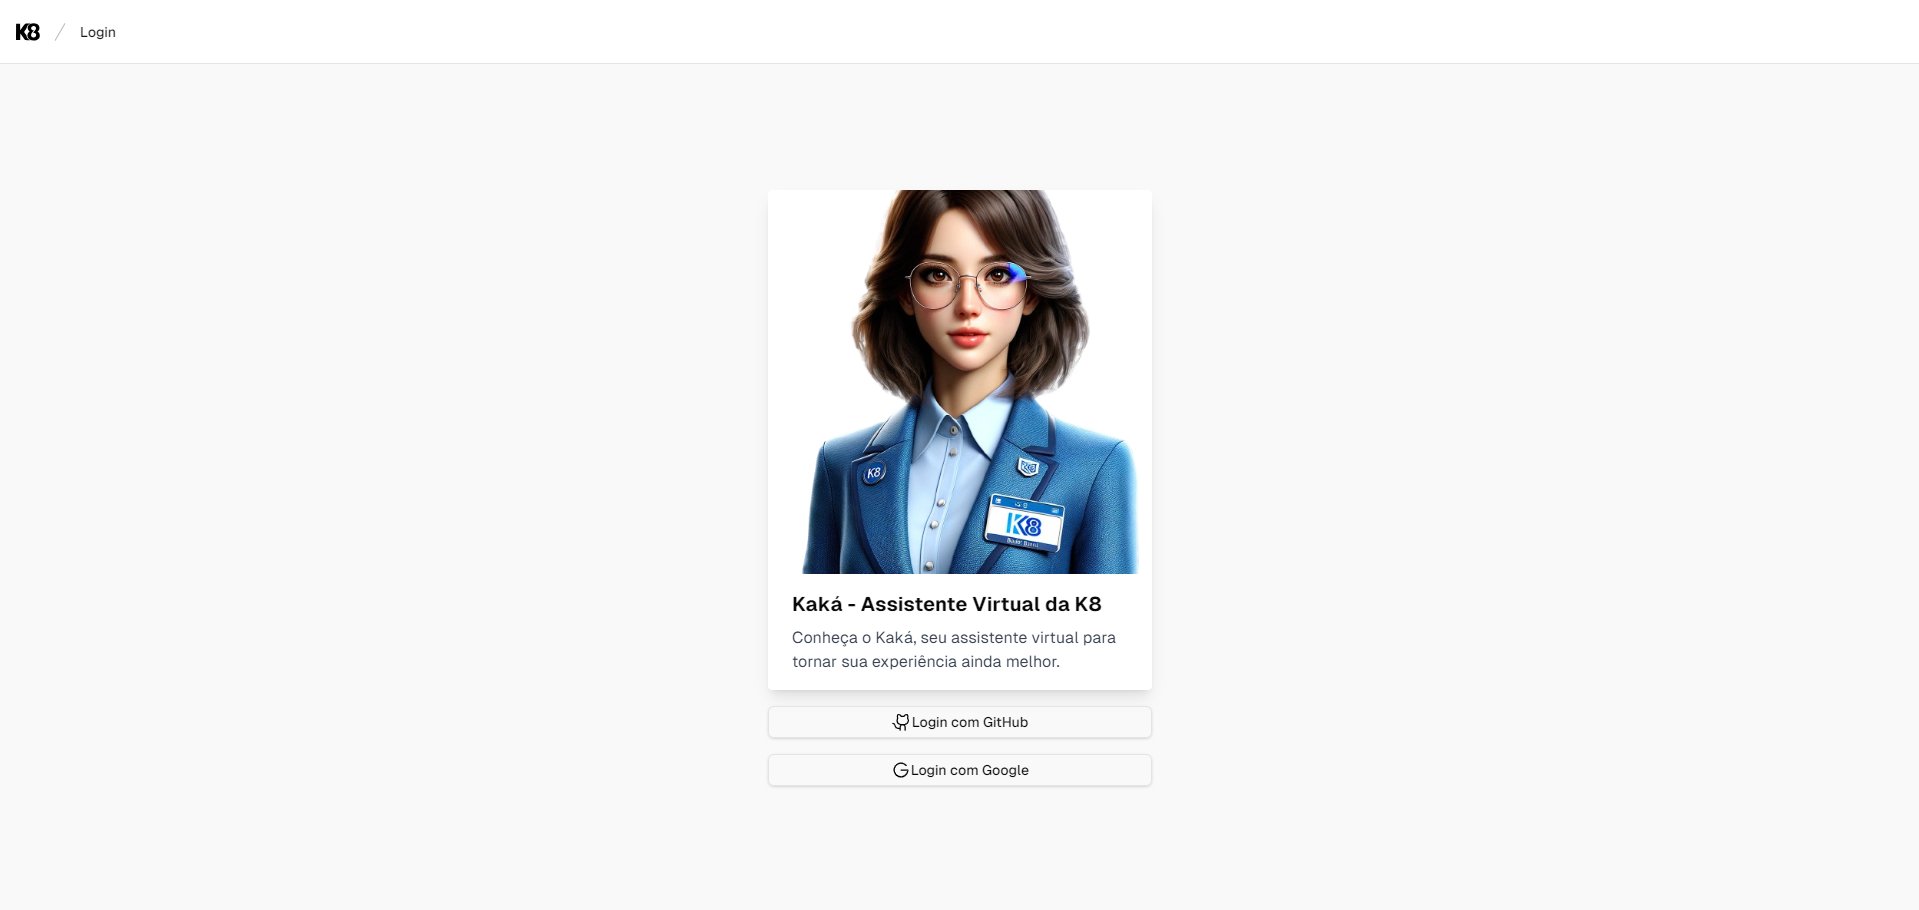 K8
Login
K8
K8
Kaká - Assistente Virtual da K8
Conheça o Kaká, seu assistente virtual para
tornar sua experiência ainda melhor.
Login com GitHub
Login com Google